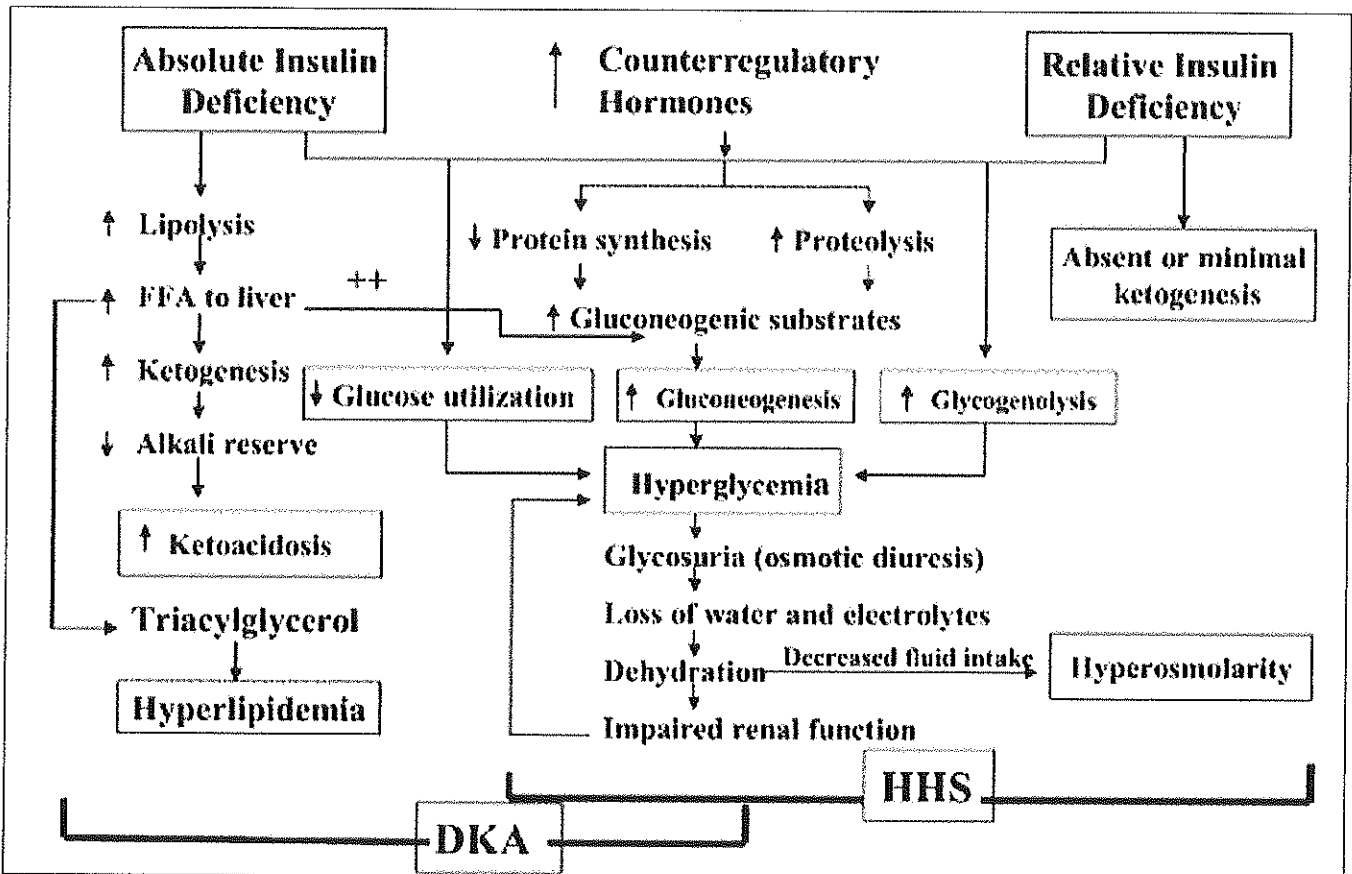 Absolute Insulin
Deficiency
↑ Counterregulatory
Hormones
Relative Insulin
Deficiency
↑ Lipolysis
↓ Protein synthesis
↑ Proteolysis
Absent or minimal
ketogenesis
↑ FFA to liver
++
↑ Gluconeogenic substrates
↑ Ketogenesis
↓ Glucose utilization
↑ Gluconeogenesis
↑ Glycogenolysis
↓ Alkali reserve
Hyperglycemia
↑ Ketoacidosis
Glycosuria (osmotic diuresis)
Triacylglycerol
Loss of water and electrolytes
Dehydration
Decreased fluid intake
Hyperosmolarity
Hyperlipidemia
Impaired renal function
HHS
DKA